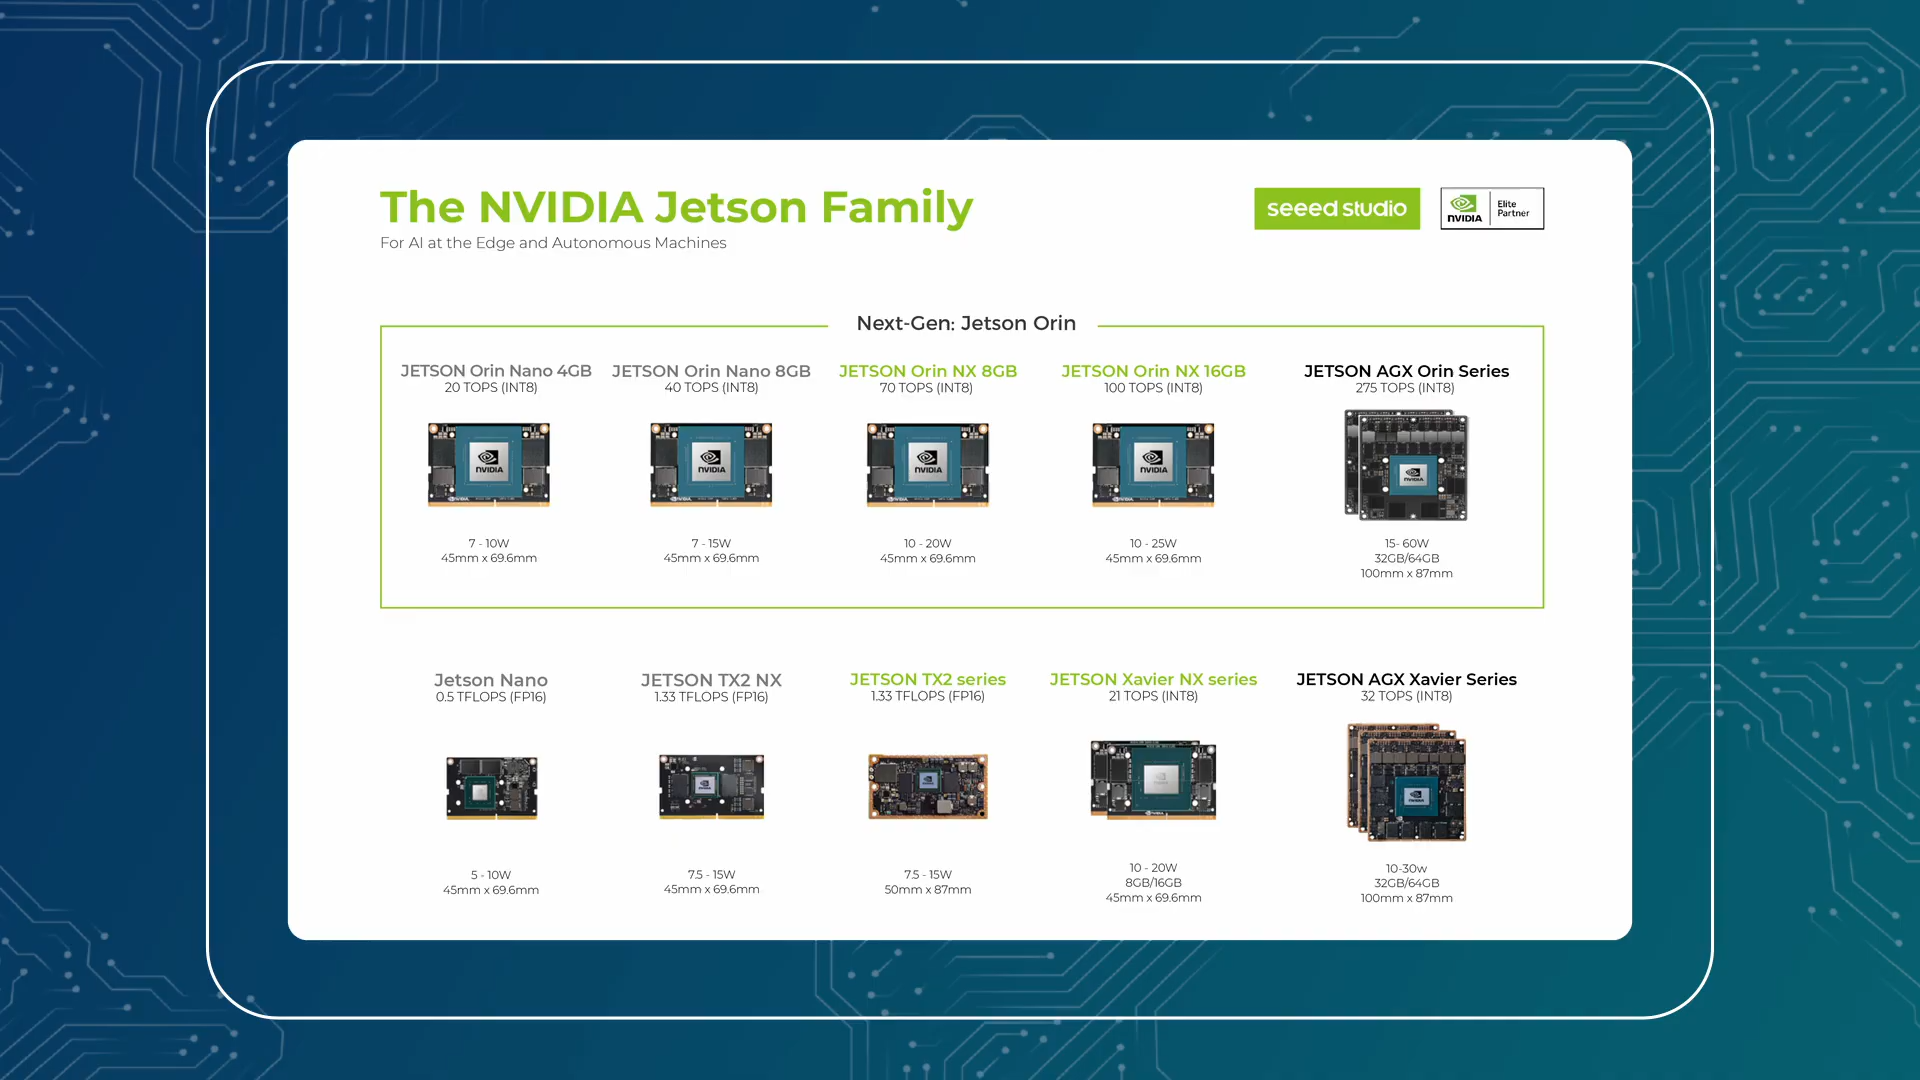 The NVIDIA Jetson Family
For AI at the Edge and Autonomous Machines
seeed studio
NVIDIA
Elite
Partner
Next-Gen: Jetson Orin
JETSON Orin Nano 4GB
20 TOPS (INT8)
NVIDIA
7 - 10W
45mm x 69.6mm
JETSON Orin Nano 8GB
40 TOPS (INT8)
NVIDIA
7 - 15W
45mm x 69.6mm
JETSON Orin NX 8GB
70 TOPS (INT8)
NVIDIA
10 - 20W
45mm x 69.6mm
JETSON Orin NX 16GB
100 TOPS (INT8)
NVIDIA
10 - 25W
45mm x 69.6mm
JETSON AGX Orin Series
275 TOPS (INT8)
NVIDIA
15- 60W
32GB/64GB
100mm x 87mm
Jetson Nano
0.5 TFLOPS (FP16)
5 - 10W
45mm x 69.6mm
JETSON TX2 NX
1.33 TFLOPS (FP16)
7.5 - 15W
45mm x 69.6mm
JETSON TX2 series
1.33 TFLOPS (FP16)
7.5 - 15W
50mm x 87mm
JETSON Xavier NX series
21 TOPS (INT8)
10 - 20W
8GB/16GB
45mm x 69.6mm
JETSON AGX Xavier Series
32 TOPS (INT8)
10-30w
32GB/64GB
100mm x 87mm